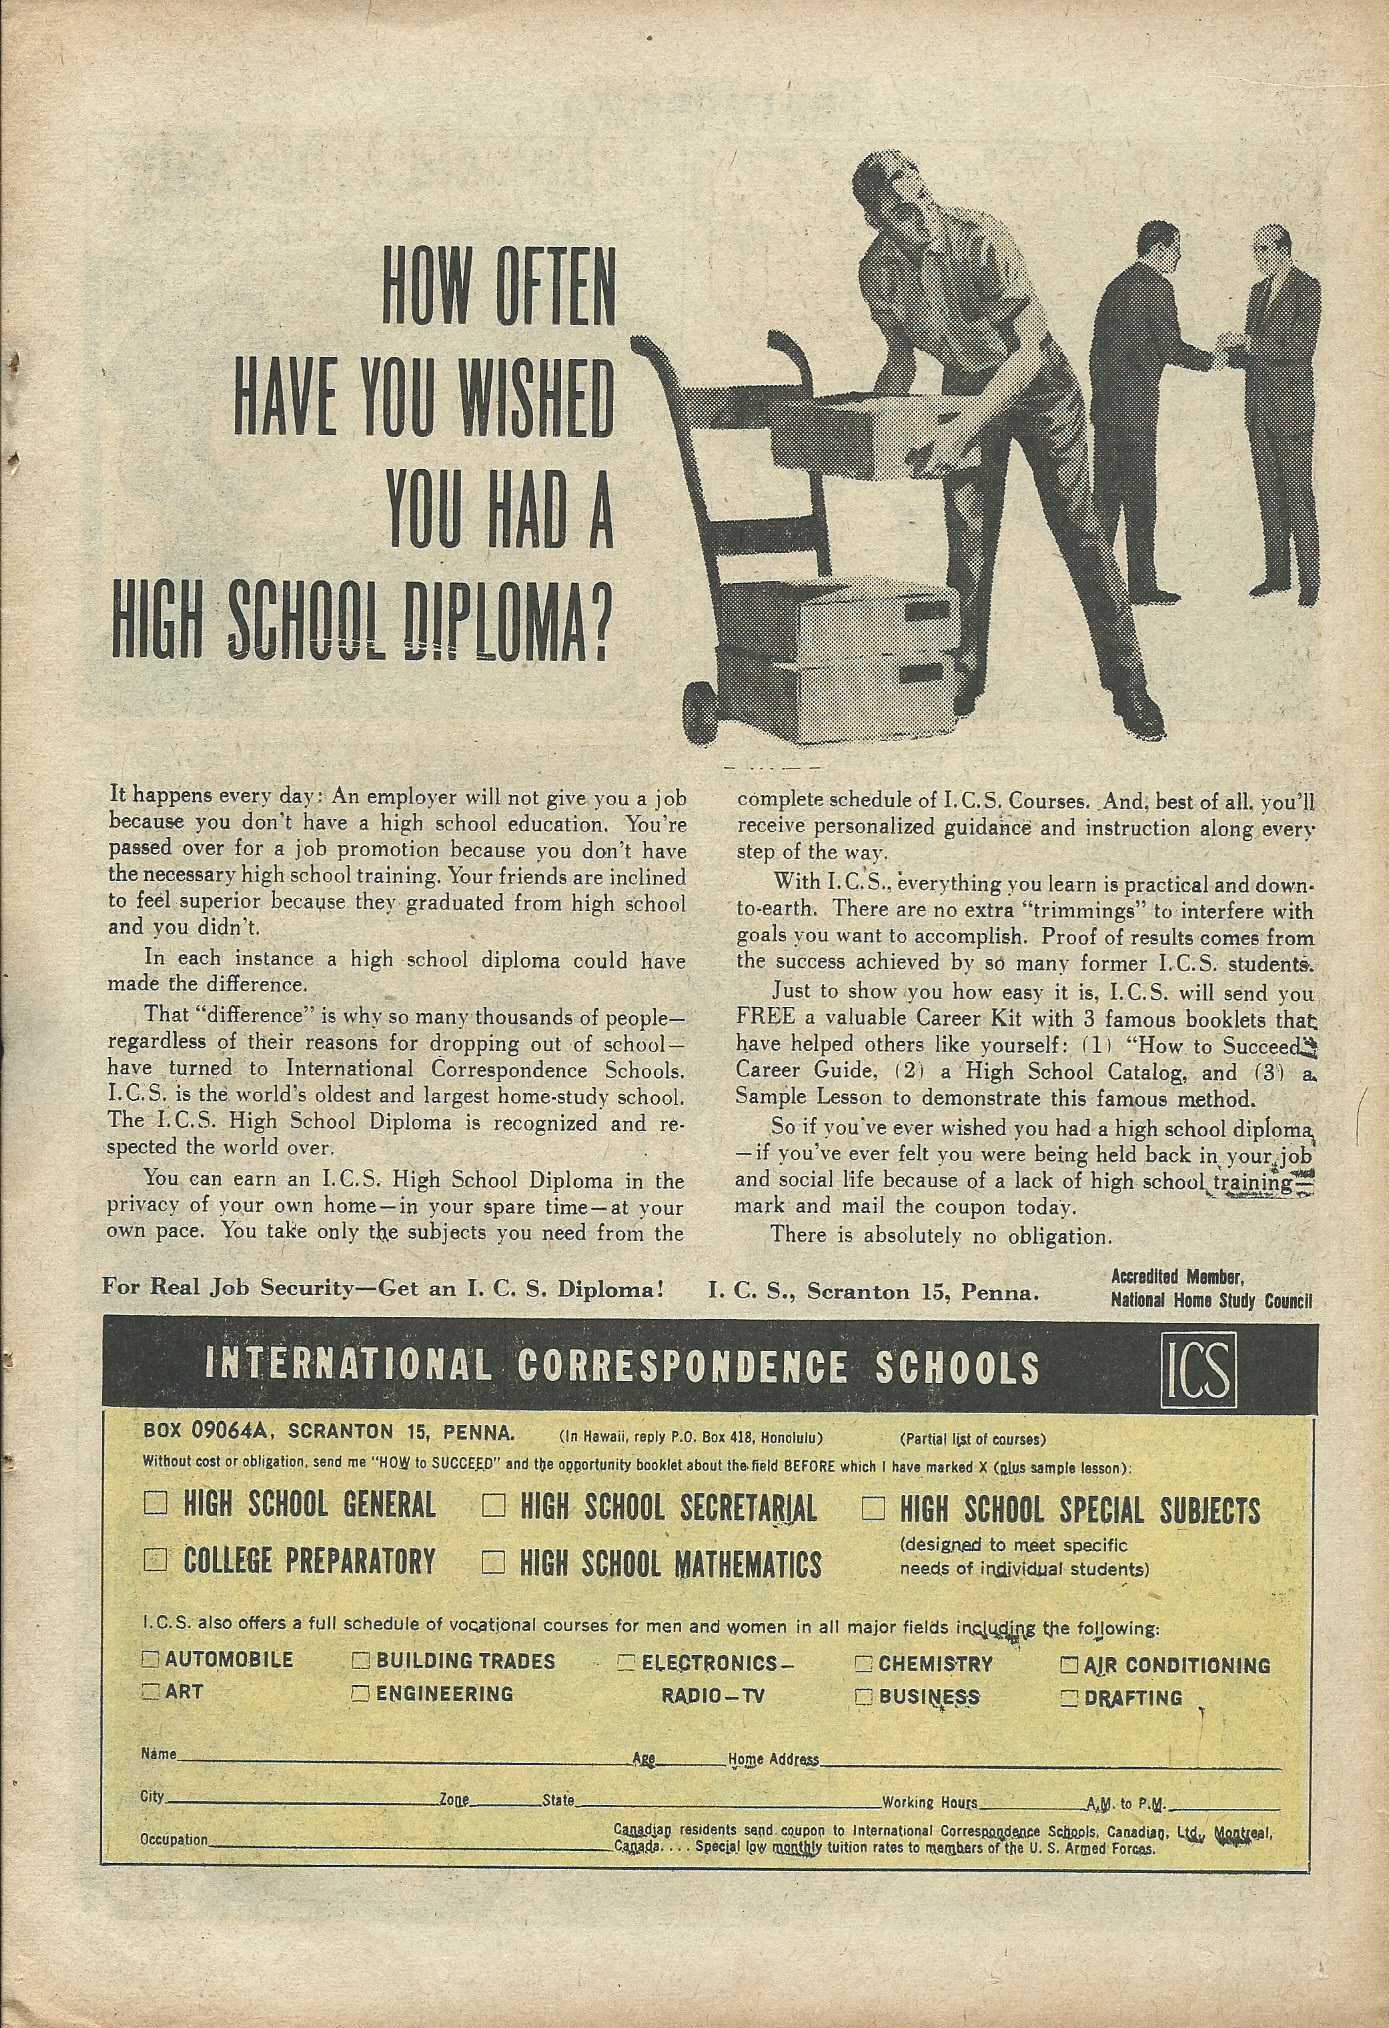 HOW OFTEN
HAVE YOU WISHED
YOU HAD A
HIGH SCHOOL DIPLOMA?
It happens every day: An employer will not give you a job
because you don't have a high school education. You're
passed over for a job promotion because you don't have
the necessary high school training. Your friends are inclined
to feel superior because they graduated from high school
and you didn't.
In each instance a high school diploma could have
made the difference.
That "difference" is why so many thousands of people—
regardless of their reasons for dropping out of school—
have turned to International Correspondence Schools.
I.C.S. is the world's oldest and largest home-study school.
The I.C.S. High School Diploma is recognized and re-
spected the world over.
You can earn an I.C.S. High School Diploma in the
privacy of your own home—in your spare time—at your
own pace. You take only the subjects you need from the
complete schedule of I.C.S. Courses. And, best of all, you'll
receive personalized guidance and instruction along every
step of the way.
With I.C.S., everything you learn is practical and down-
to-earth. There are no extra "trimmings" to interfere with
goals you want to accomplish. Proof of results comes from
the success achieved by so many former I.C.S. students.
Just to show you how easy it is, I.C.S. will send you
FREE a valuable Career Kit with 3 famous booklets that
have helped others like yourself: (1) "How to Succeed"
Career Guide, (2) a High School Catalog, and (3) a
Sample Lesson to demonstrate this famous method.
So if you've ever wished you had a high school diploma
—if you've ever felt you were being held back in your job
and social life because of a lack of high school training—
mark and mail the coupon today.
There is absolutely no obligation.
For Real Job Security—Get an I. C. S. Diploma! I. C. S., Scranton 15, Penna.
Accredited Member,
National Home Study Council
INTERNATIONAL CORRESPONDENCE SCHOOLS ICS
BOX 09064A, SCRANTON 15, PENNA. (In Hawaii, reply P.O. Box 418, Honolulu) (Partial list of courses)
Without cost or obligation, send me "HOW to SUCCEED" and the opportunity booklet about the field BEFORE which I have marked X (plus sample lesson):
HIGH SCHOOL GENERAL HIGH SCHOOL SECRETARIAL HIGH SCHOOL SPECIAL SUBJECTS
(designed to meet specific
needs of individual students)
COLLEGE PREPARATORY HIGH SCHOOL MATHEMATICS
I.C.S. also offers a full schedule of vocational courses for men and women in all major fields including the following:
AUTOMOBILE BUILDING TRADES ELECTRONICS— CHEMISTRY AIR CONDITIONING
ART ENGINEERING RADIO—TV BUSINESS DRAFTING
Name Age Home Address
City Zone State Working Hours A.M. to P.M.
Occupation
Canadian residents send coupon to International Correspondence Schools, Canadian, Ltd., Montreal,
Canada. . . . Special low monthly tuition rates to members of the U. S. Armed Forces.